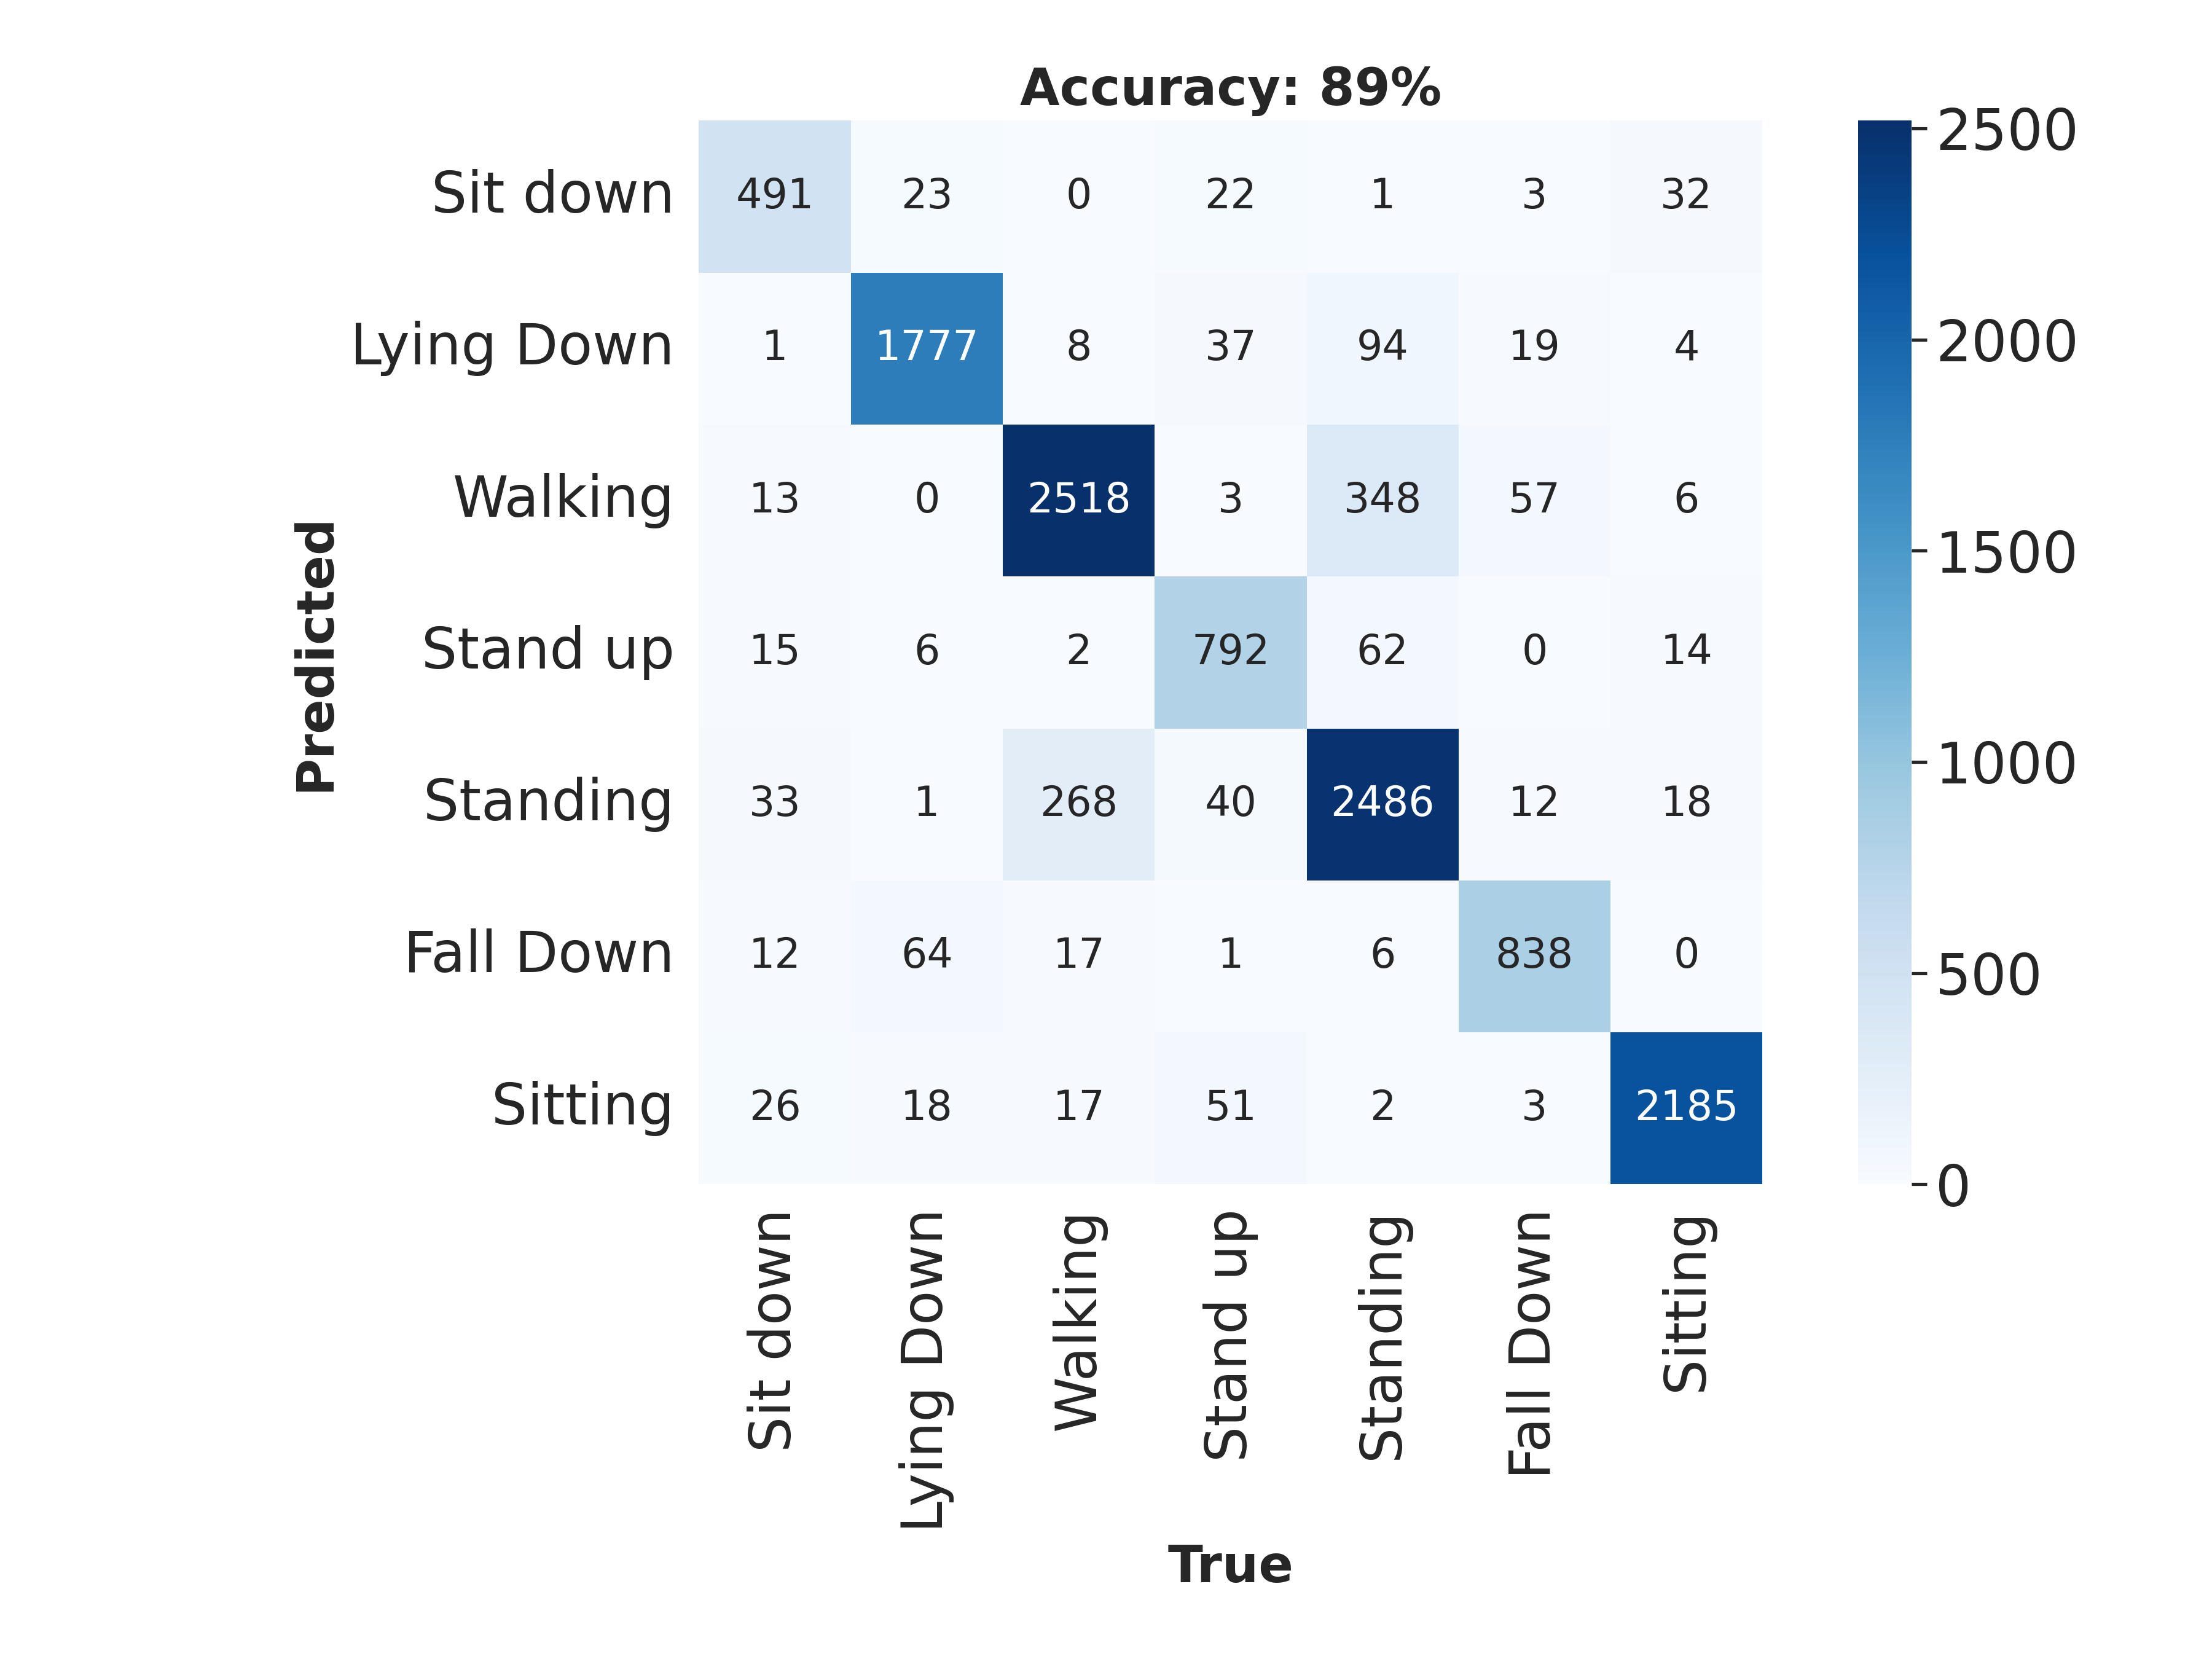 Accuracy: 89%
Sit down 491 23 0 22 1 3 32
Lying Down 1 1777 8 37 94 19 4
Walking 13 0 2518 3 348 57 6
Stand up 15 6 2 792 62 0 14
Standing 33 1 268 40 2486 12 18
Fall Down 12 64 17 1 6 838 0
Sitting 26 18 17 51 2 3 2185
Predicted
Sit down Lying Down Walking Stand up Standing Fall Down Sitting
True
2500
2000
1500
1000
500
0